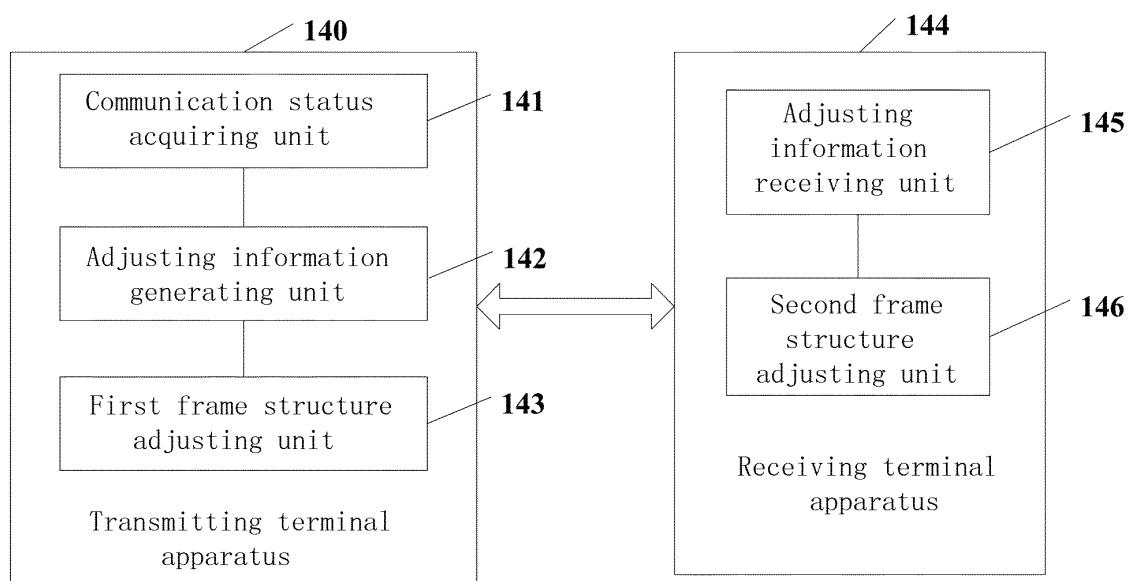 140
Communication status
acquiring unit
141
Adjusting information
generating unit
142
First frame structure
adjusting unit
143
Transmitting terminal
apparatus
144
Adjusting
information
receiving unit
145
Second frame
structure
adjusting unit
146
Receiving terminal
apparatus